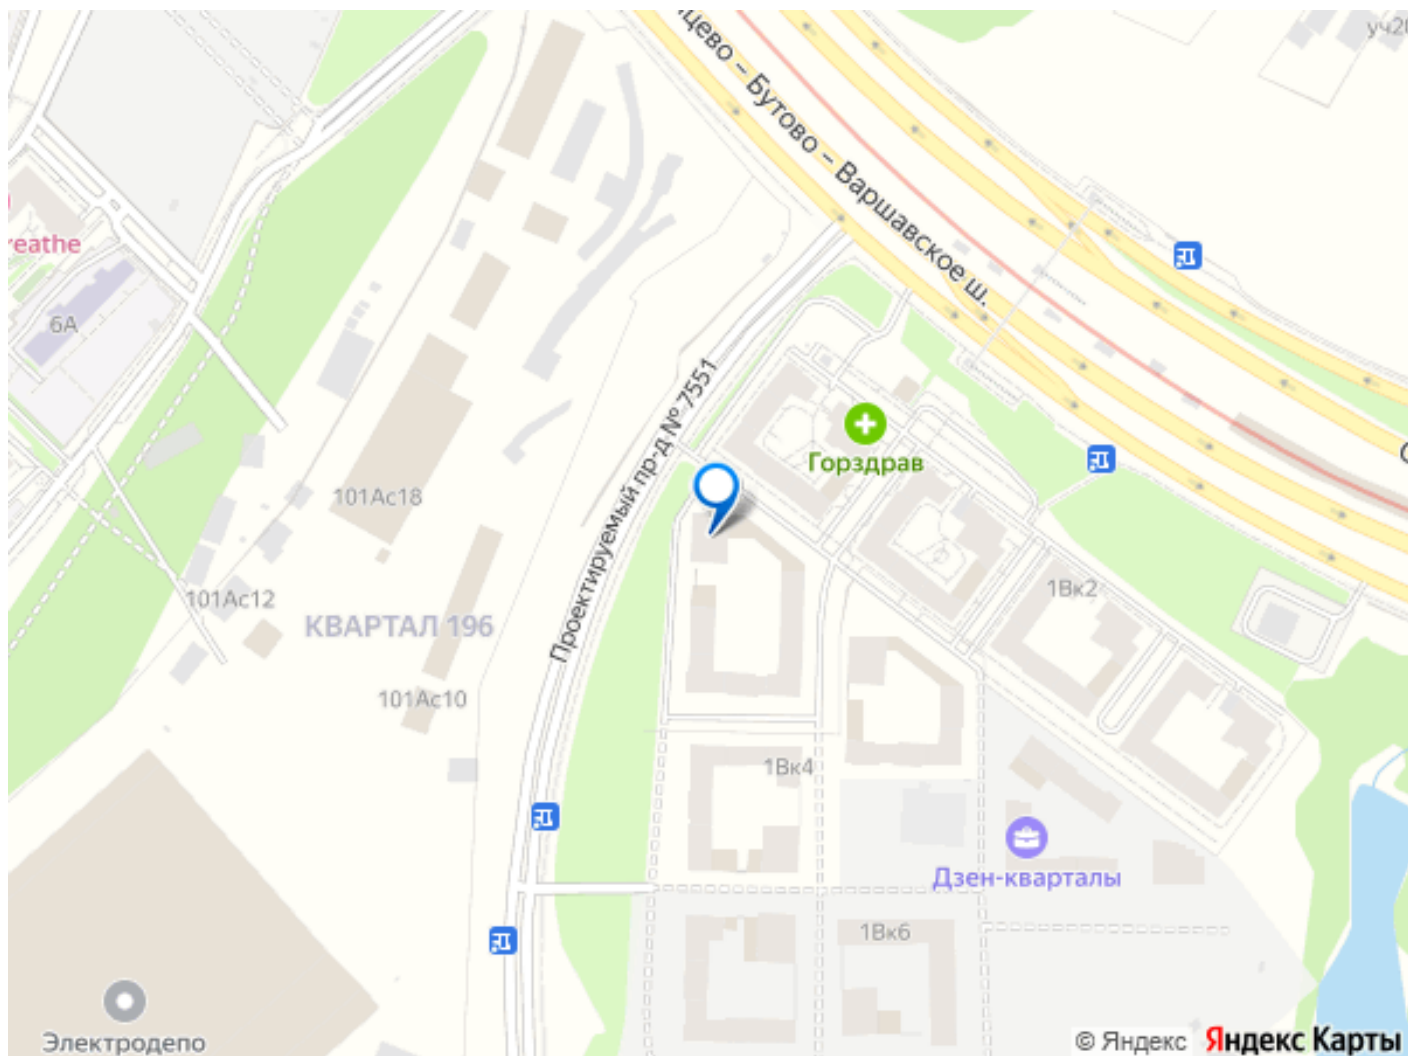 уч2
цево – Бутово – Варшавское ш.
reathe
6А
Проектируемый пр-д № 7551
Горздрав
101Ас18
101Ас12
КВАРТАЛ 196
1Вк2
101Ас10
1Вк4
Дзен-кварталы
1Вк6
Электродепо
© Яндекс Яндекс Карты